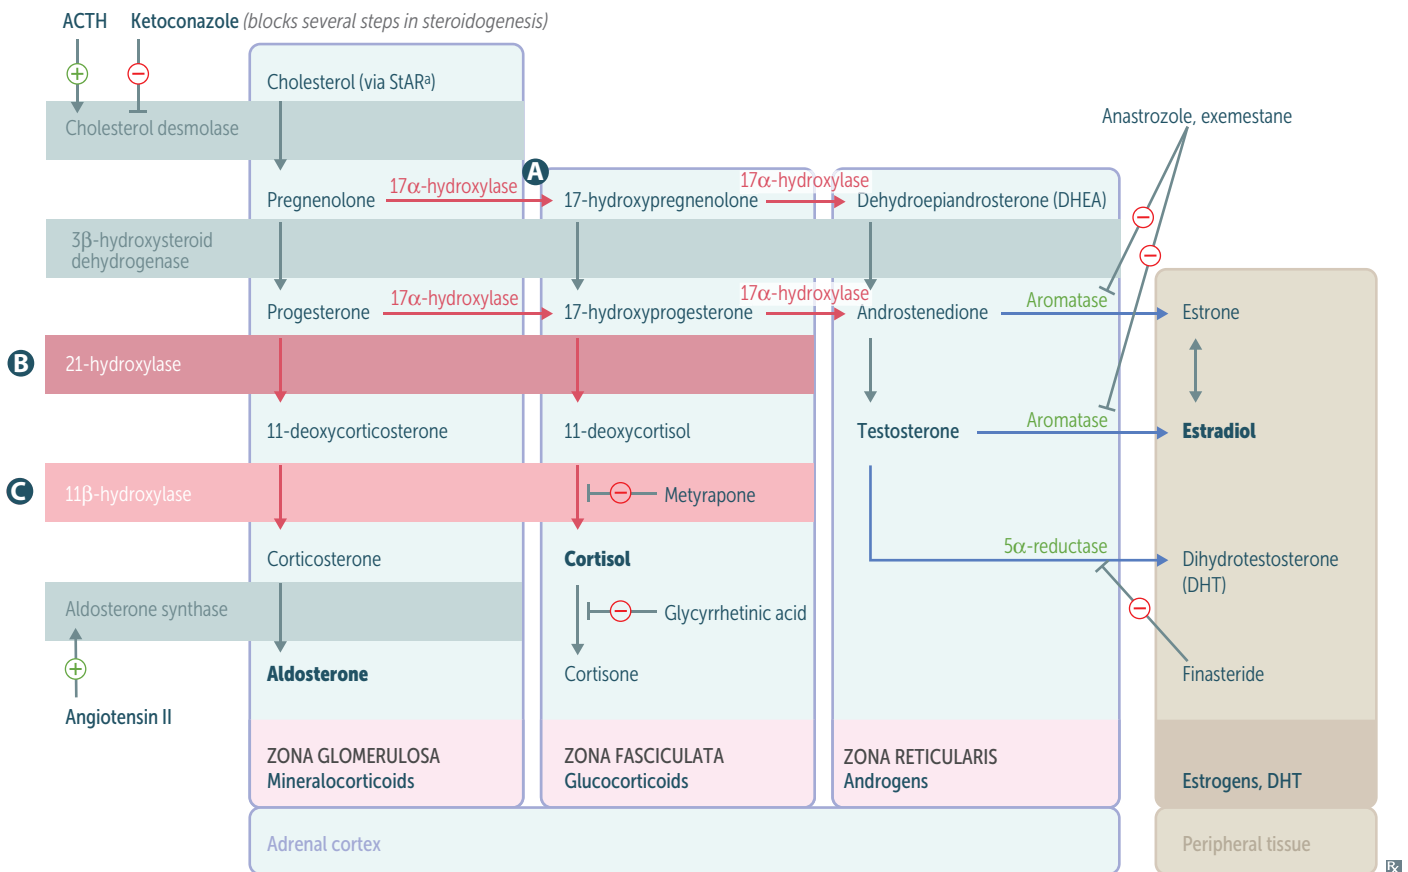 ACTH
Ketoconazole (blocks several steps in steroidogenesis)
Cholesterol (via StARᵃ)
Cholesterol desmolase
Anastrozole, exemestane
A
Pregnenolone
17α-hydroxylase
17-hydroxypregnenolone
17α-hydroxylase
Dehydroepiandrosterone (DHEA)
3β-hydroxysteroid
dehydrogenase
Progesterone
17α-hydroxylase
17-hydroxyprogesterone
17α-hydroxylase
Androstenedione
Aromatase
Estrone
B
21-hydroxylase
11-deoxycorticosterone
11-deoxycortisol
Testosterone
Aromatase
Estradiol
C
11β-hydroxylase
Metyrapone
Corticosterone
Cortisol
5α-reductase
Dihydrotestosterone
(DHT)
Aldosterone synthase
Glycyrrhetinic acid
Aldosterone
Cortisone
Finasteride
Angiotensin II
ZONA GLOMERULOSA
Mineralocorticoids
ZONA FASCICULATA
Glucocorticoids
ZONA RETICULARIS
Androgens
Estrogens, DHT
Adrenal cortex
Peripheral tissue
℞